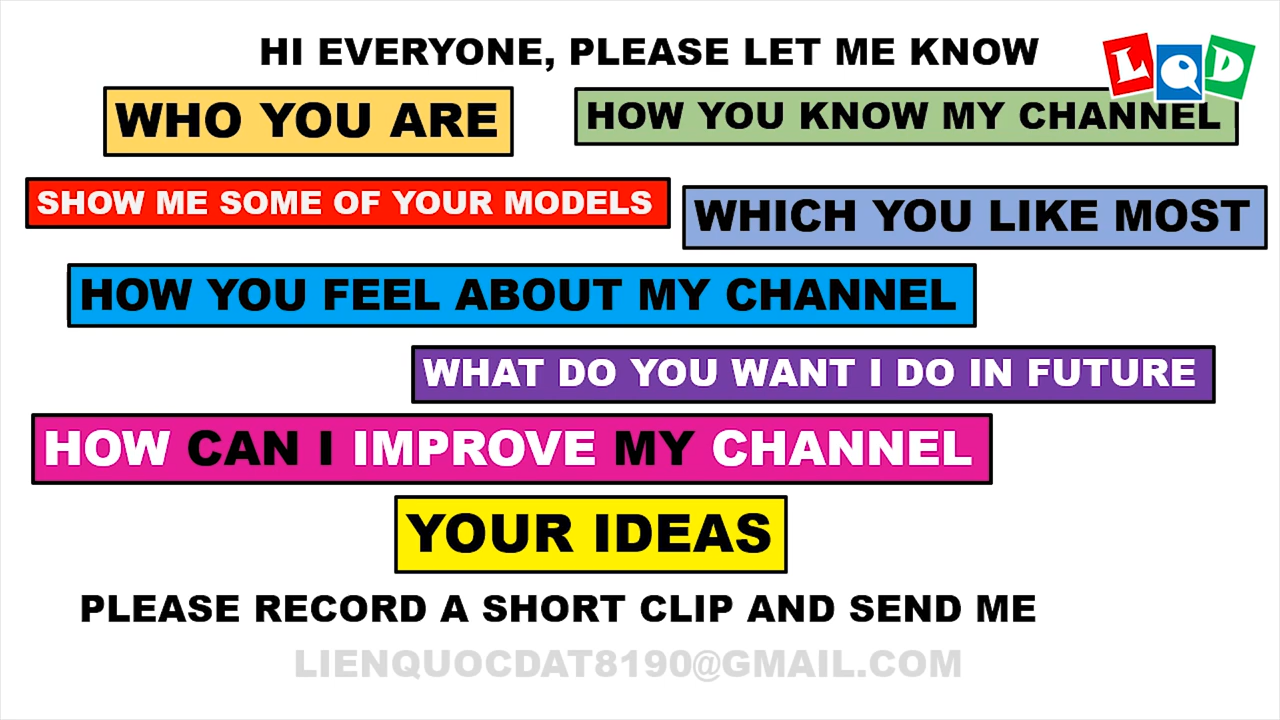 HI EVERYONE, PLEASE LET ME KNOW
LQD
WHO YOU ARE
HOW YOU KNOW MY CHANNEL
SHOW ME SOME OF YOUR MODELS
WHICH YOU LIKE MOST
HOW YOU FEEL ABOUT MY CHANNEL
WHAT DO YOU WANT I DO IN FUTURE
HOW CAN I IMPROVE MY CHANNEL
YOUR IDEAS
PLEASE RECORD A SHORT CLIP AND SEND ME
LIENQUOCDAT8190@GMAIL.COM